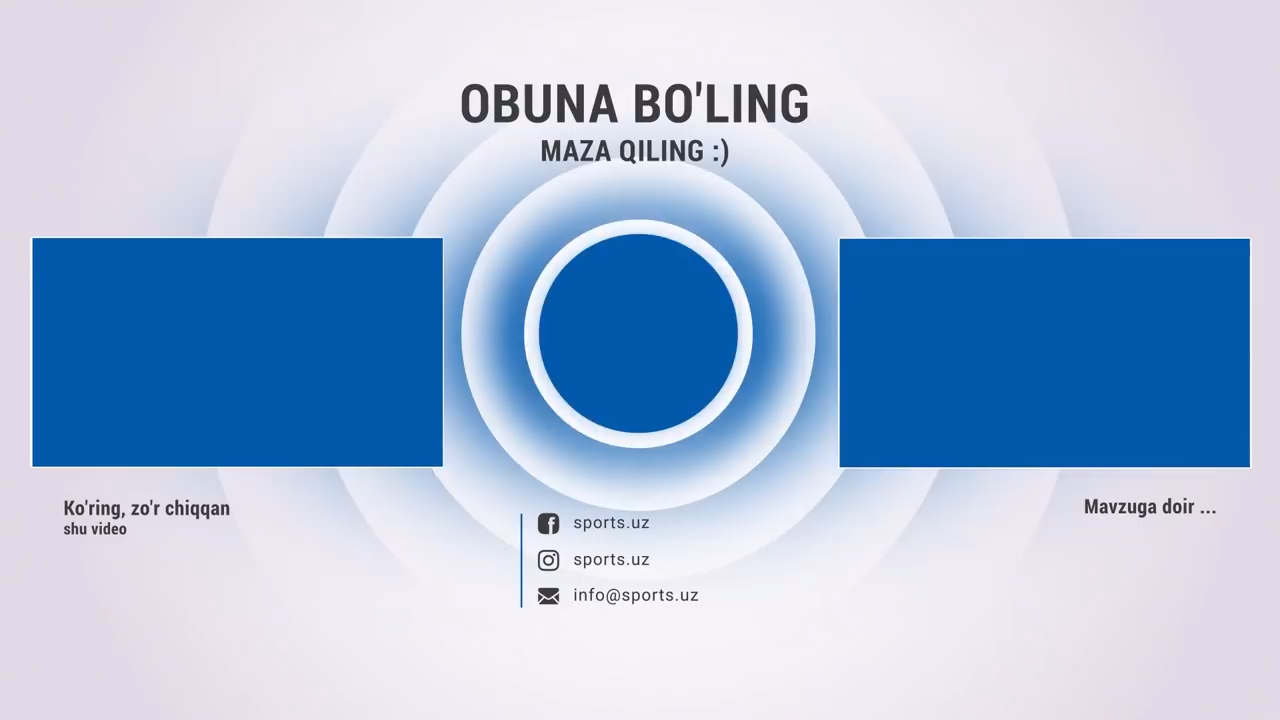 OBUNA BO'LING
MAZA QILING :)
Ko'ring, zo'r chiqqan
shu video
Mavzuga doir ...
sports.uz
sports.uz
info@sports.uz